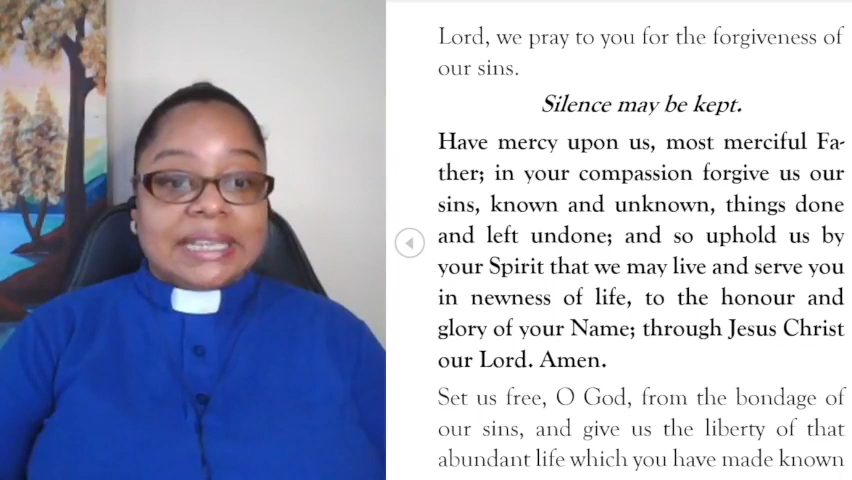 Lord, we pray to you for the forgiveness of
our sins.
Silence may be kept.
Have mercy upon us, most merciful Fa-
ther; in your compassion forgive us our
sins, known and unknown, things done
and left undone; and so uphold us by
your Spirit that we may live and serve you
in newness of life, to the honour and
glory of your Name; through Jesus Christ
our Lord. Amen.
Set us free, O God, from the bondage of
our sins, and give us the liberty of that
abundant life which you have made known